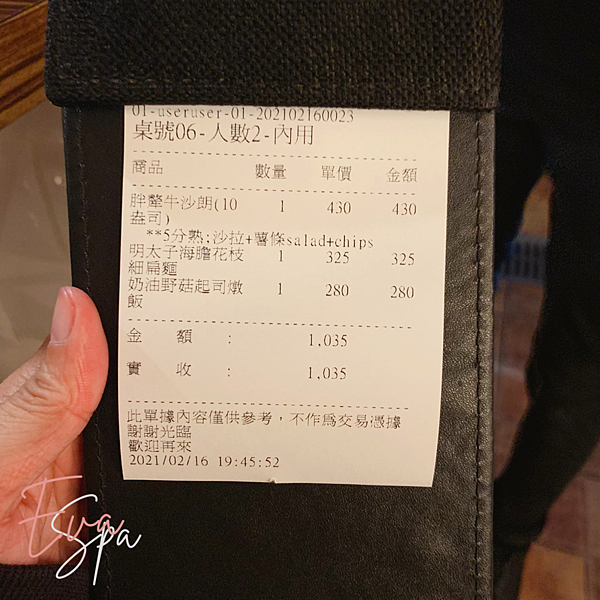 01-useruser-01-202102160023
桌號06-人數2-內用
商品 數量 單價 金額
胖犛牛沙朗(10 1 430 430
盎司)
**5分熟;沙拉+薯條salad+chips
明太子海膽花枝 1 325 325
細扁麵
奶油野菇起司燉 1 280 280
飯
金 額 : 1,035
實 收 : 1,035
此單據內容僅供參考，不作為交易憑據
謝謝光臨
歡迎再來
2021/02/16 19:45:52
Eva
Spa